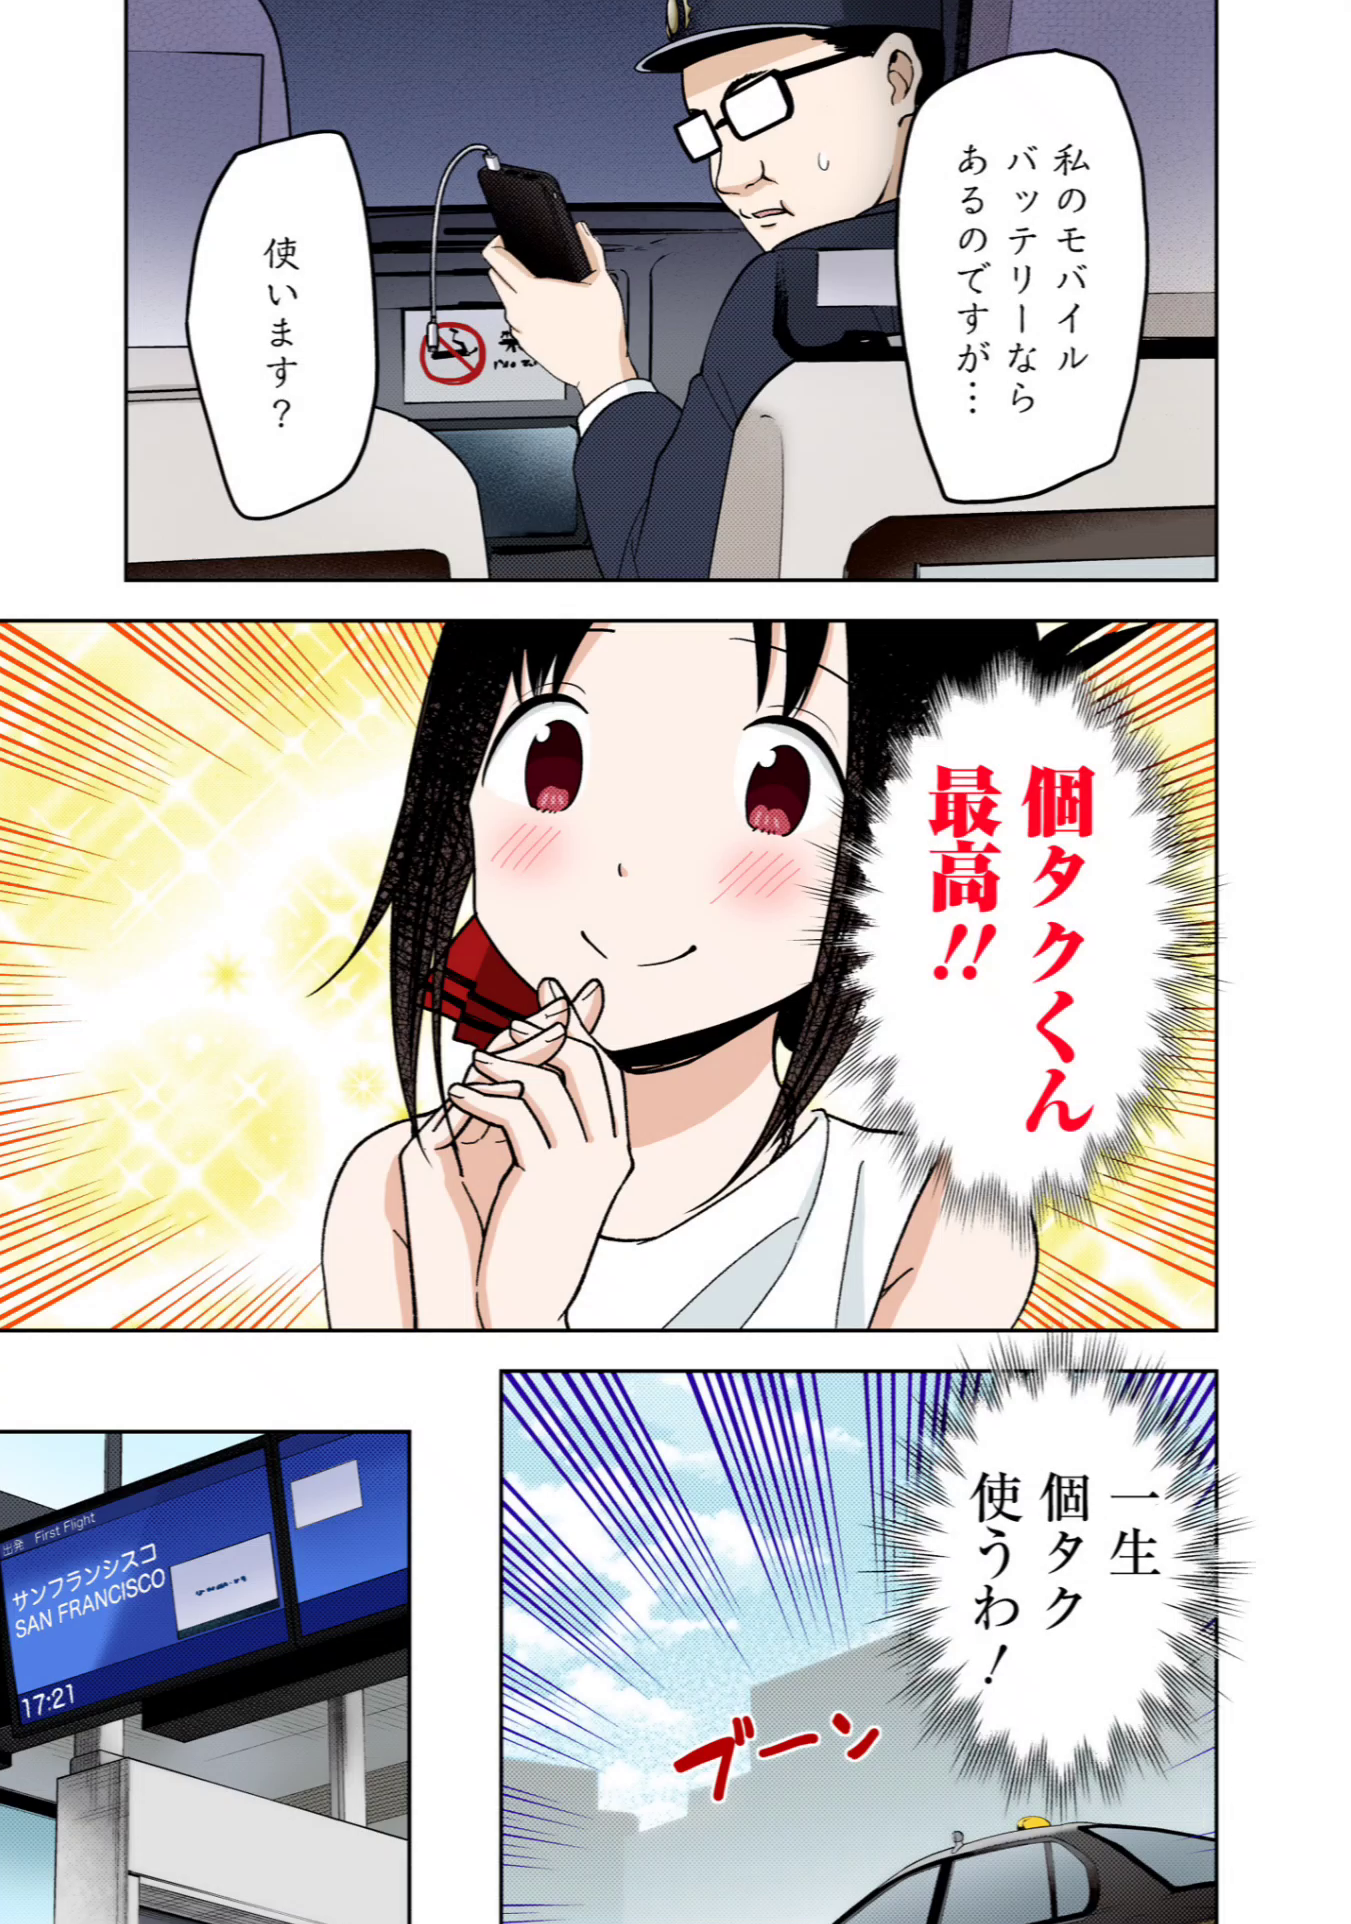 私のモバイル
バッテリーなら
あるのですが…
使います？
個タクくん
最高!!
一生
個タク
使うわ！
ブーン
出発 First Flight
サンフランシスコ
SAN FRANCISCO
17:21